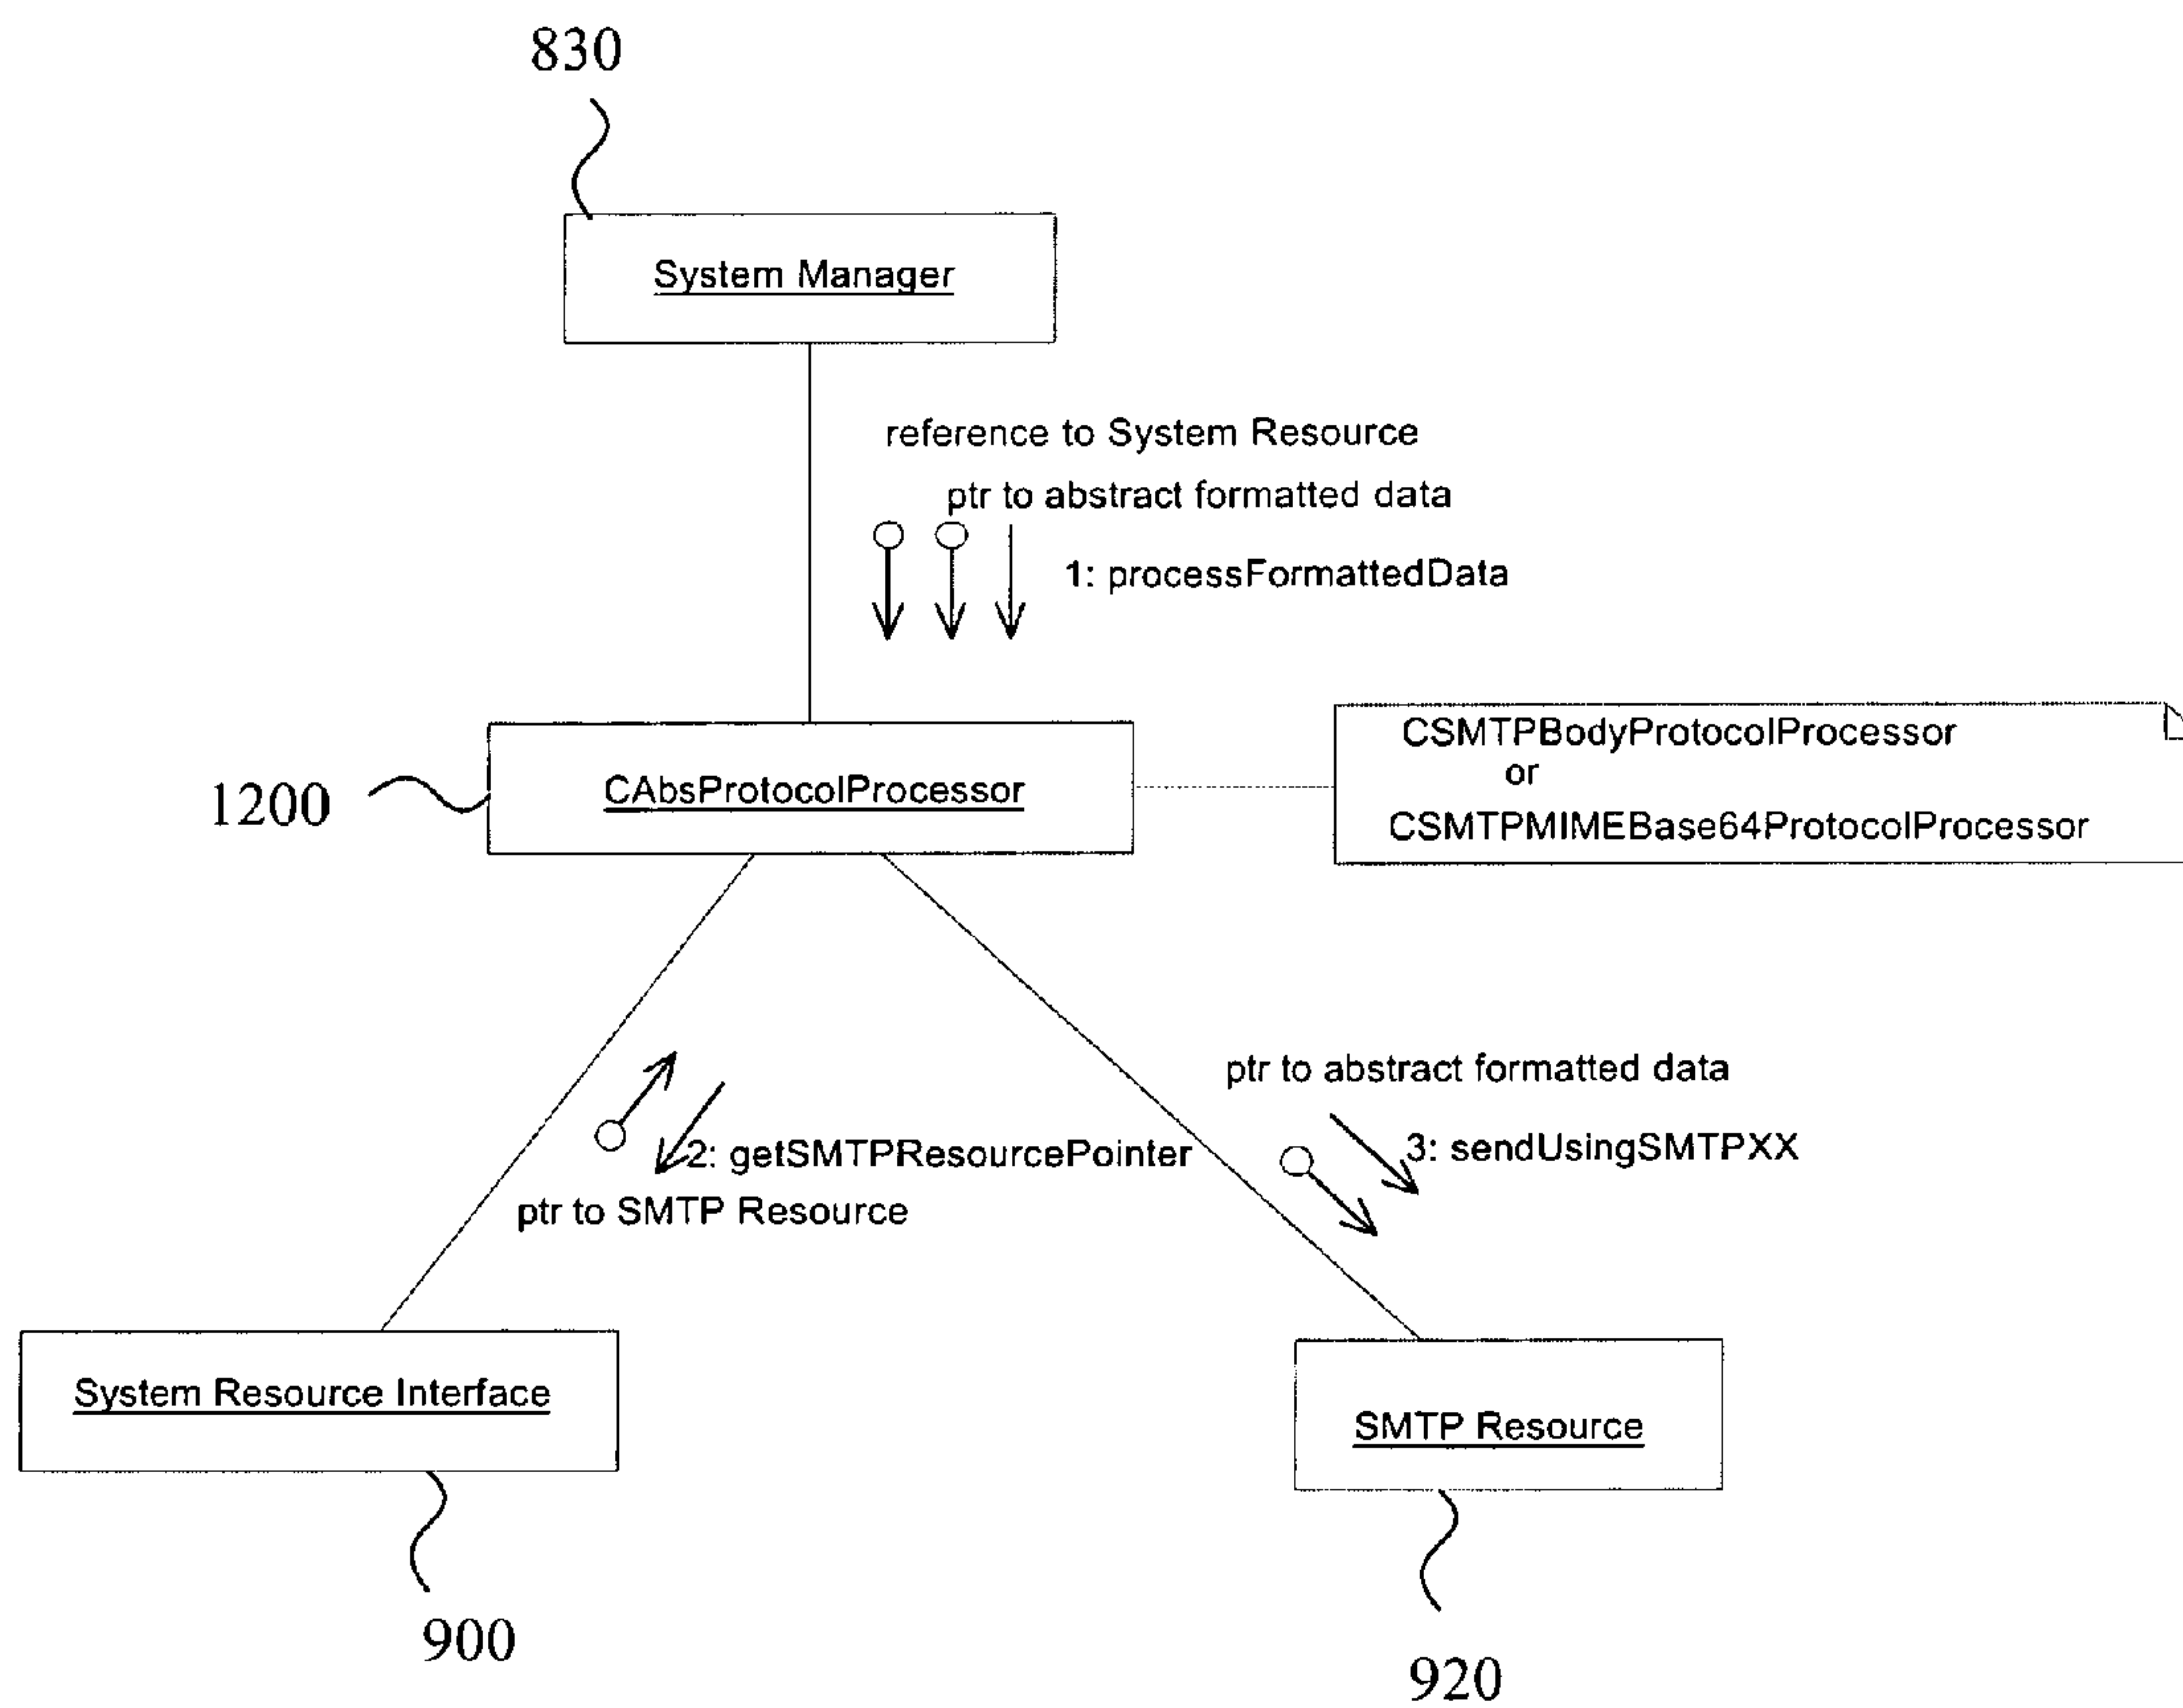 830
System Manager
reference to System Resource
ptr to abstract formatted data
1: processFormattedData
CSMTPBodyProtocolProcessor
or
CSMTPMIMEBase64ProtocolProcessor
CAbsProtocolProcessor
1200
ptr to abstract formatted data
2: getSMTPResourcePointer
3: sendUsingSMTPXX
ptr to SMTP Resource
System Resource Interface
SMTP Resource
900
920